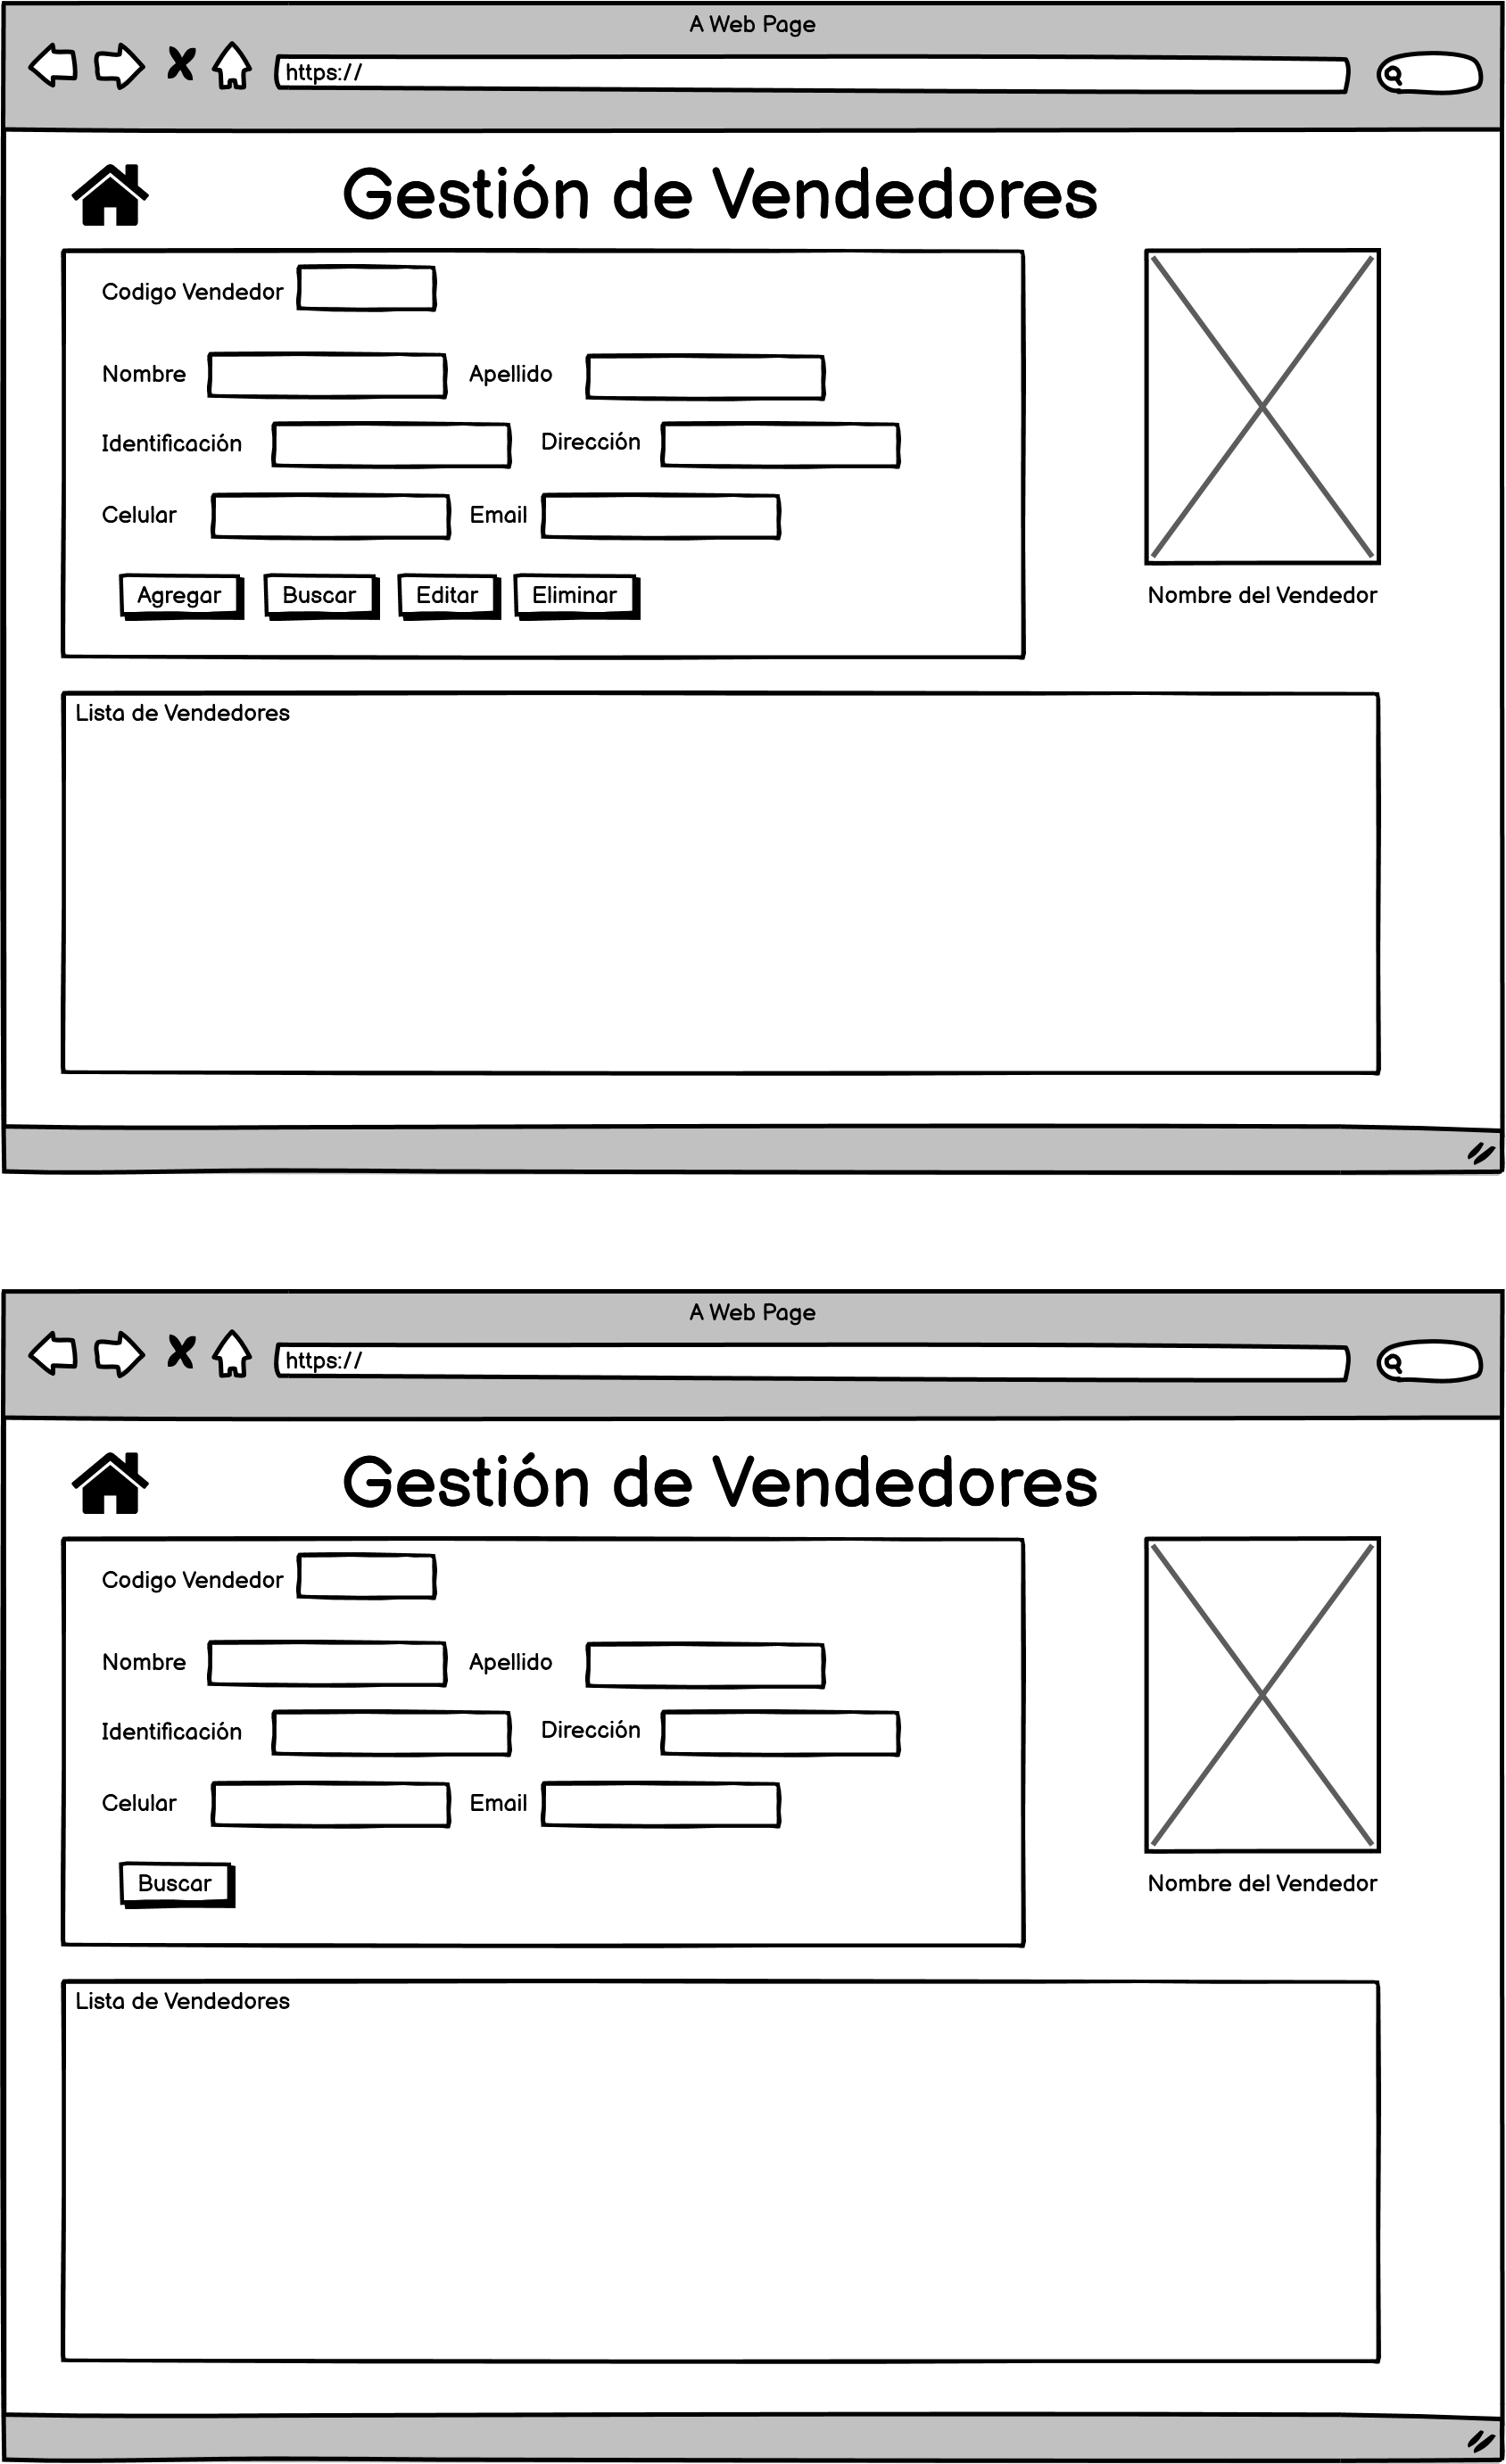 A Web Page
https://
Gestión de Vendedores
Codigo Vendedor
Nombre Apellido
Identificación Dirección
Celular Email
Agregar Buscar Editar Eliminar
Nombre del Vendedor
Lista de Vendedores
A Web Page
https://
Gestión de Vendedores
Codigo Vendedor
Nombre Apellido
Identificación Dirección
Celular Email
Buscar
Nombre del Vendedor
Lista de Vendedores